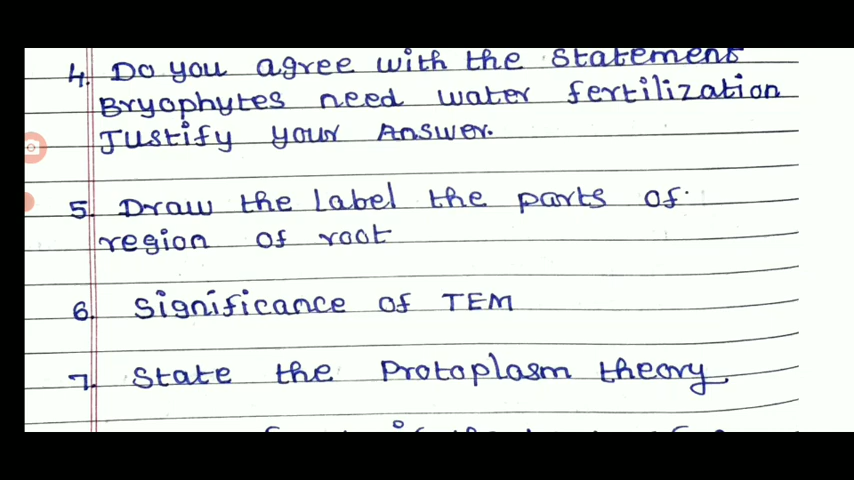 4. Do you agree with the statement
Bryophytes need water fertilization
Justify your Answer.
5. Draw the label the parts of
region of root
6. Significance of TEM
7. State the Protoplasm theory